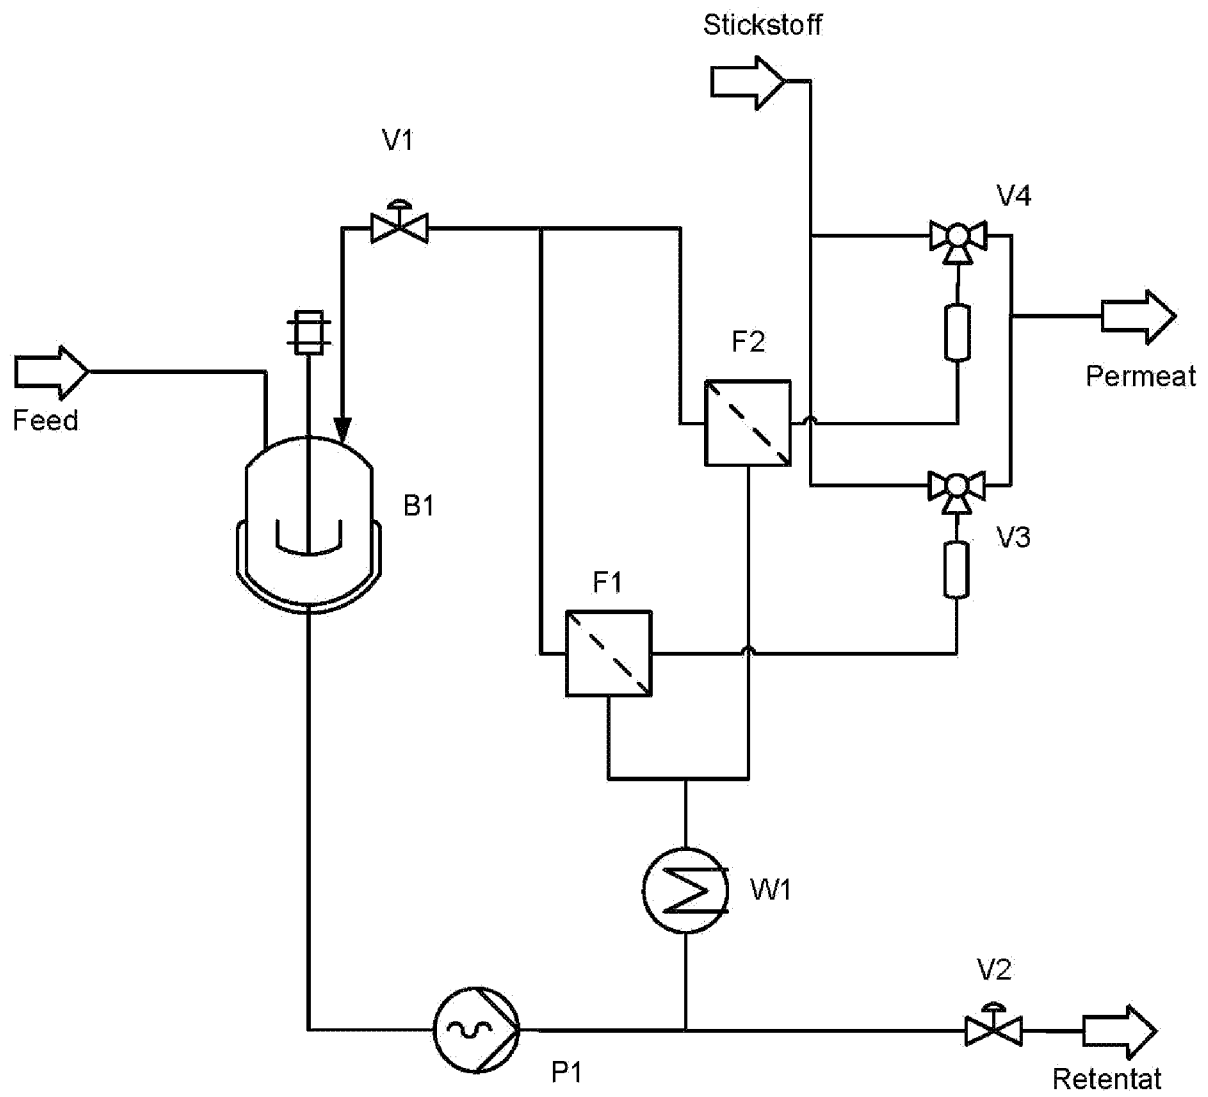 Stickstoff
V1
V4
F2
Permeat
Feed
B1
V3
F1
W1
V2
P1
Retentat